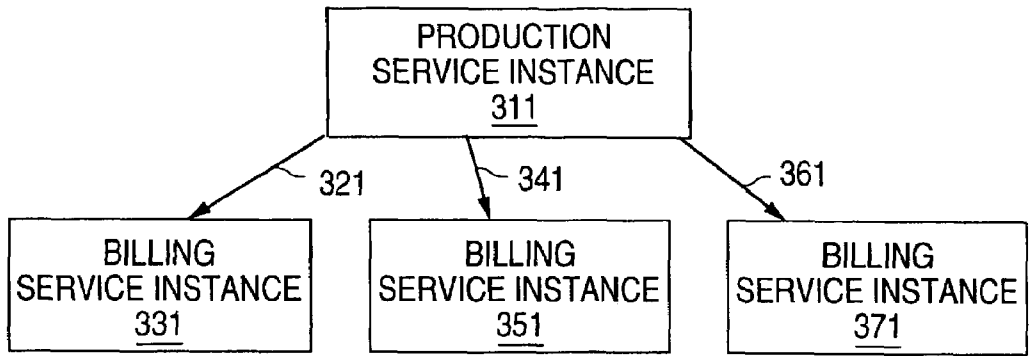 PRODUCTION
SERVICE INSTANCE
311
321
341
361
BILLING
SERVICE INSTANCE
331
BILLING
SERVICE INSTANCE
351
BILLING
SERVICE INSTANCE
371